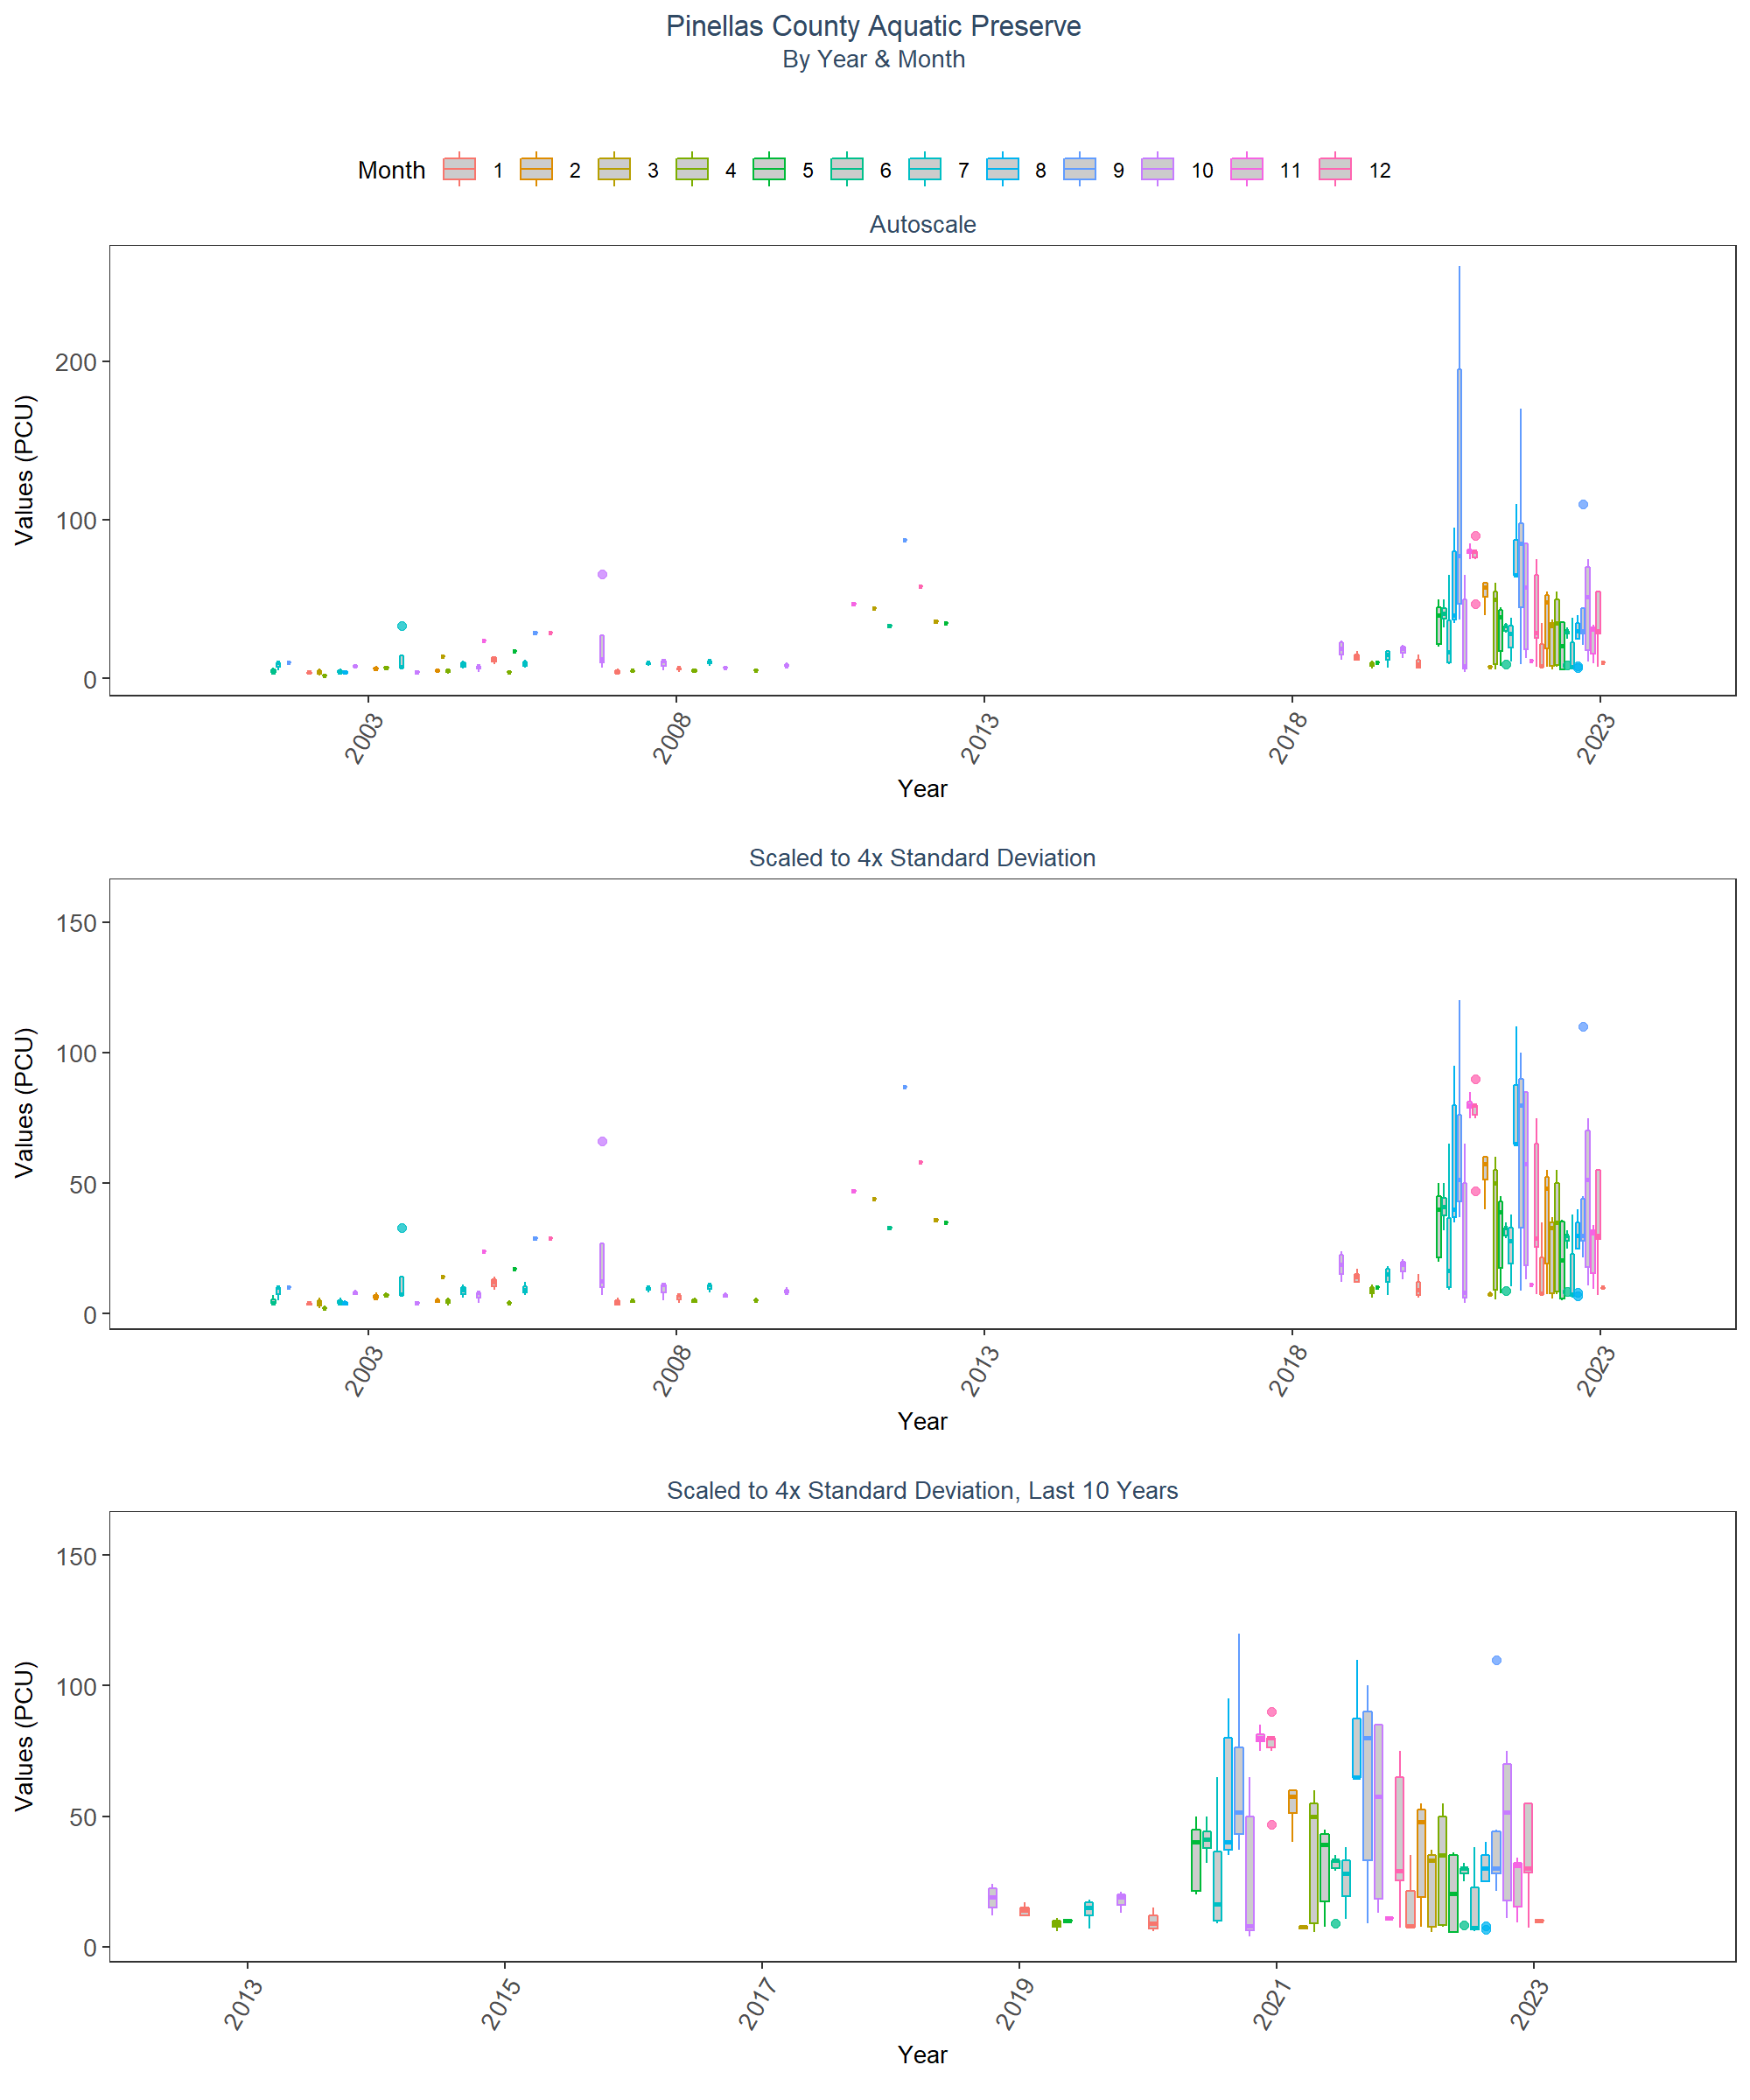 Pinellas County Aquatic Preserve
By Year & Month
Month 1 2 3 4 5 6 7 8 9 10 11 12
Autoscale
Values (PCU)
200
100
0
2003 2008 2013 2018 2023
Year
Scaled to 4x Standard Deviation
Values (PCU)
150
100
50
0
2003 2008 2013 2018 2023
Year
Scaled to 4x Standard Deviation, Last 10 Years
Values (PCU)
150
100
50
0
2013 2015 2017 2019 2021 2023
Year